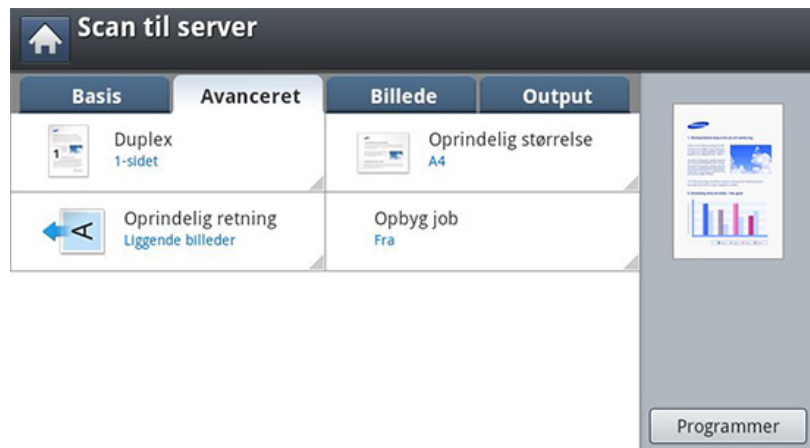 Scan til server
Basis
Avanceret
Billede
Output
Duplex
1-sidet
Oprindelig størrelse
A4
Oprindelig retning
Liggende billeder
Opbyg job
Fra
Programmer